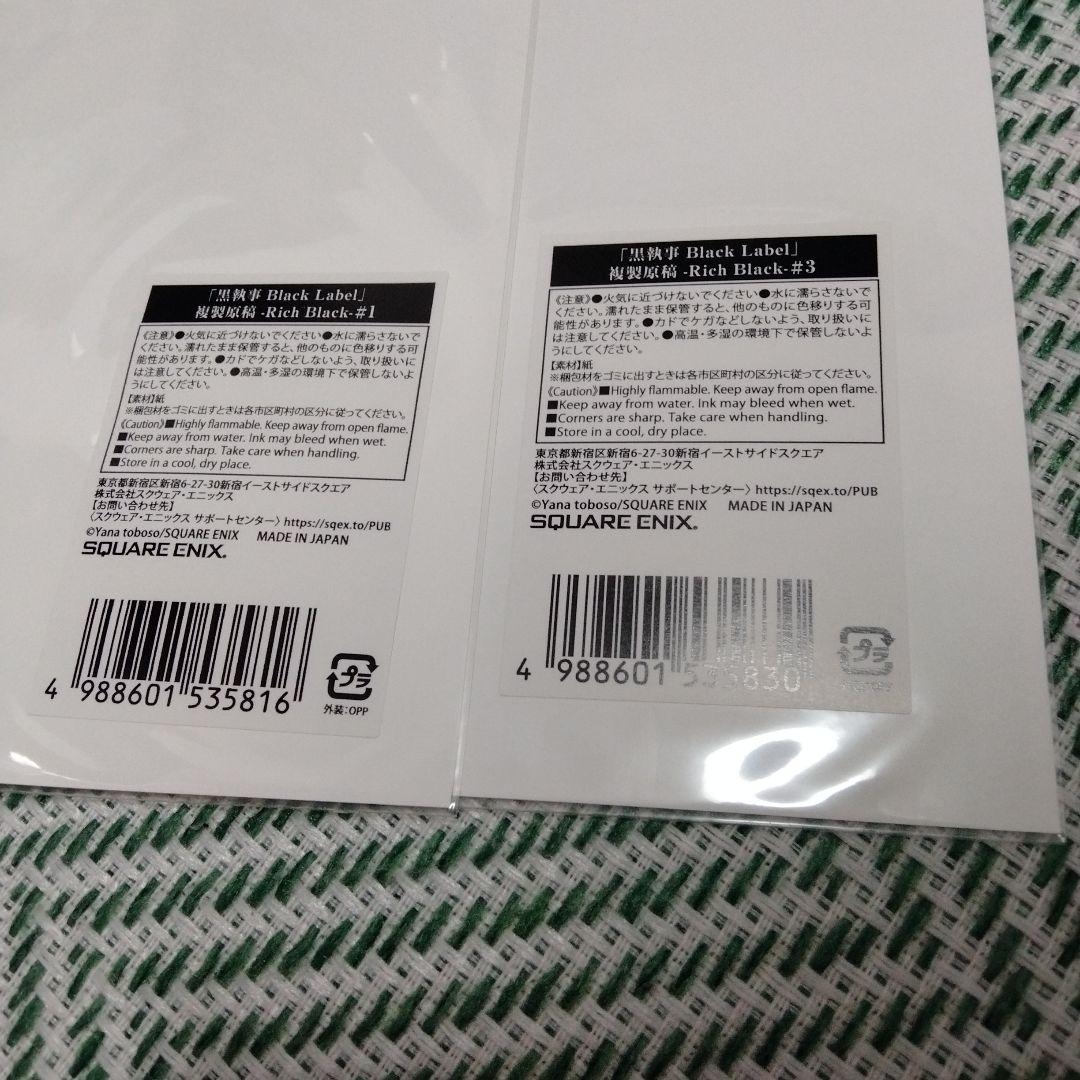 「黒執事 Black Label」
複製原稿 -Rich Black-#1
《注意》●火気に近づけないでください●水に濡らさないで
ください。濡れたまま保管すると、他のものに色移りする可
能性があります。●カドでケガなどしないよう、取り扱いに
は注意してください。●高温・多湿の環境下で保管しないよ
うにしてください。
【素材】紙
※梱包材をゴミに出すときは各市区町村の区分に従ってください。
《Caution》■Highly flammable. Keep away from open flame.
■Keep away from water. Ink may bleed when wet.
■Corners are sharp. Take care when handling.
■Store in a cool, dry place.
東京都新宿区新宿6-27-30新宿イーストサイドスクエア
株式会社スクウェア・エニックス
【お問い合わせ先】
〈スクウェア・エニックス サポートセンター〉https://sqex.to/PUB
©Yana toboso/SQUARE ENIX MADE IN JAPAN
SQUARE ENIX®
4 988601 535816
プラ
外装:OPP
「黒執事 Black Label」
複製原稿 -Rich Black-#3
《注意》●火気に近づけないでください●水に濡らさないで
ください。濡れたまま保管すると、他のものに色移りする可
能性があります。●カドでケガなどしないよう、取り扱いに
は注意してください。●高温・多湿の環境下で保管しないよ
うにしてください。
【素材】紙
※梱包材をゴミに出すときは各市区町村の区分に従ってください。
《Caution》■Highly flammable. Keep away from open flame.
■Keep away from water. Ink may bleed when wet.
■Corners are sharp. Take care when handling.
■Store in a cool, dry place.
東京都新宿区新宿6-27-30新宿イーストサイドスクエア
株式会社スクウェア・エニックス
【お問い合わせ先】
〈スクウェア・エニックス サポートセンター〉https://sqex.to/PUB
©Yana toboso/SQUARE ENIX MADE IN JAPAN
SQUARE ENIX®
4 988601 535830
プラ